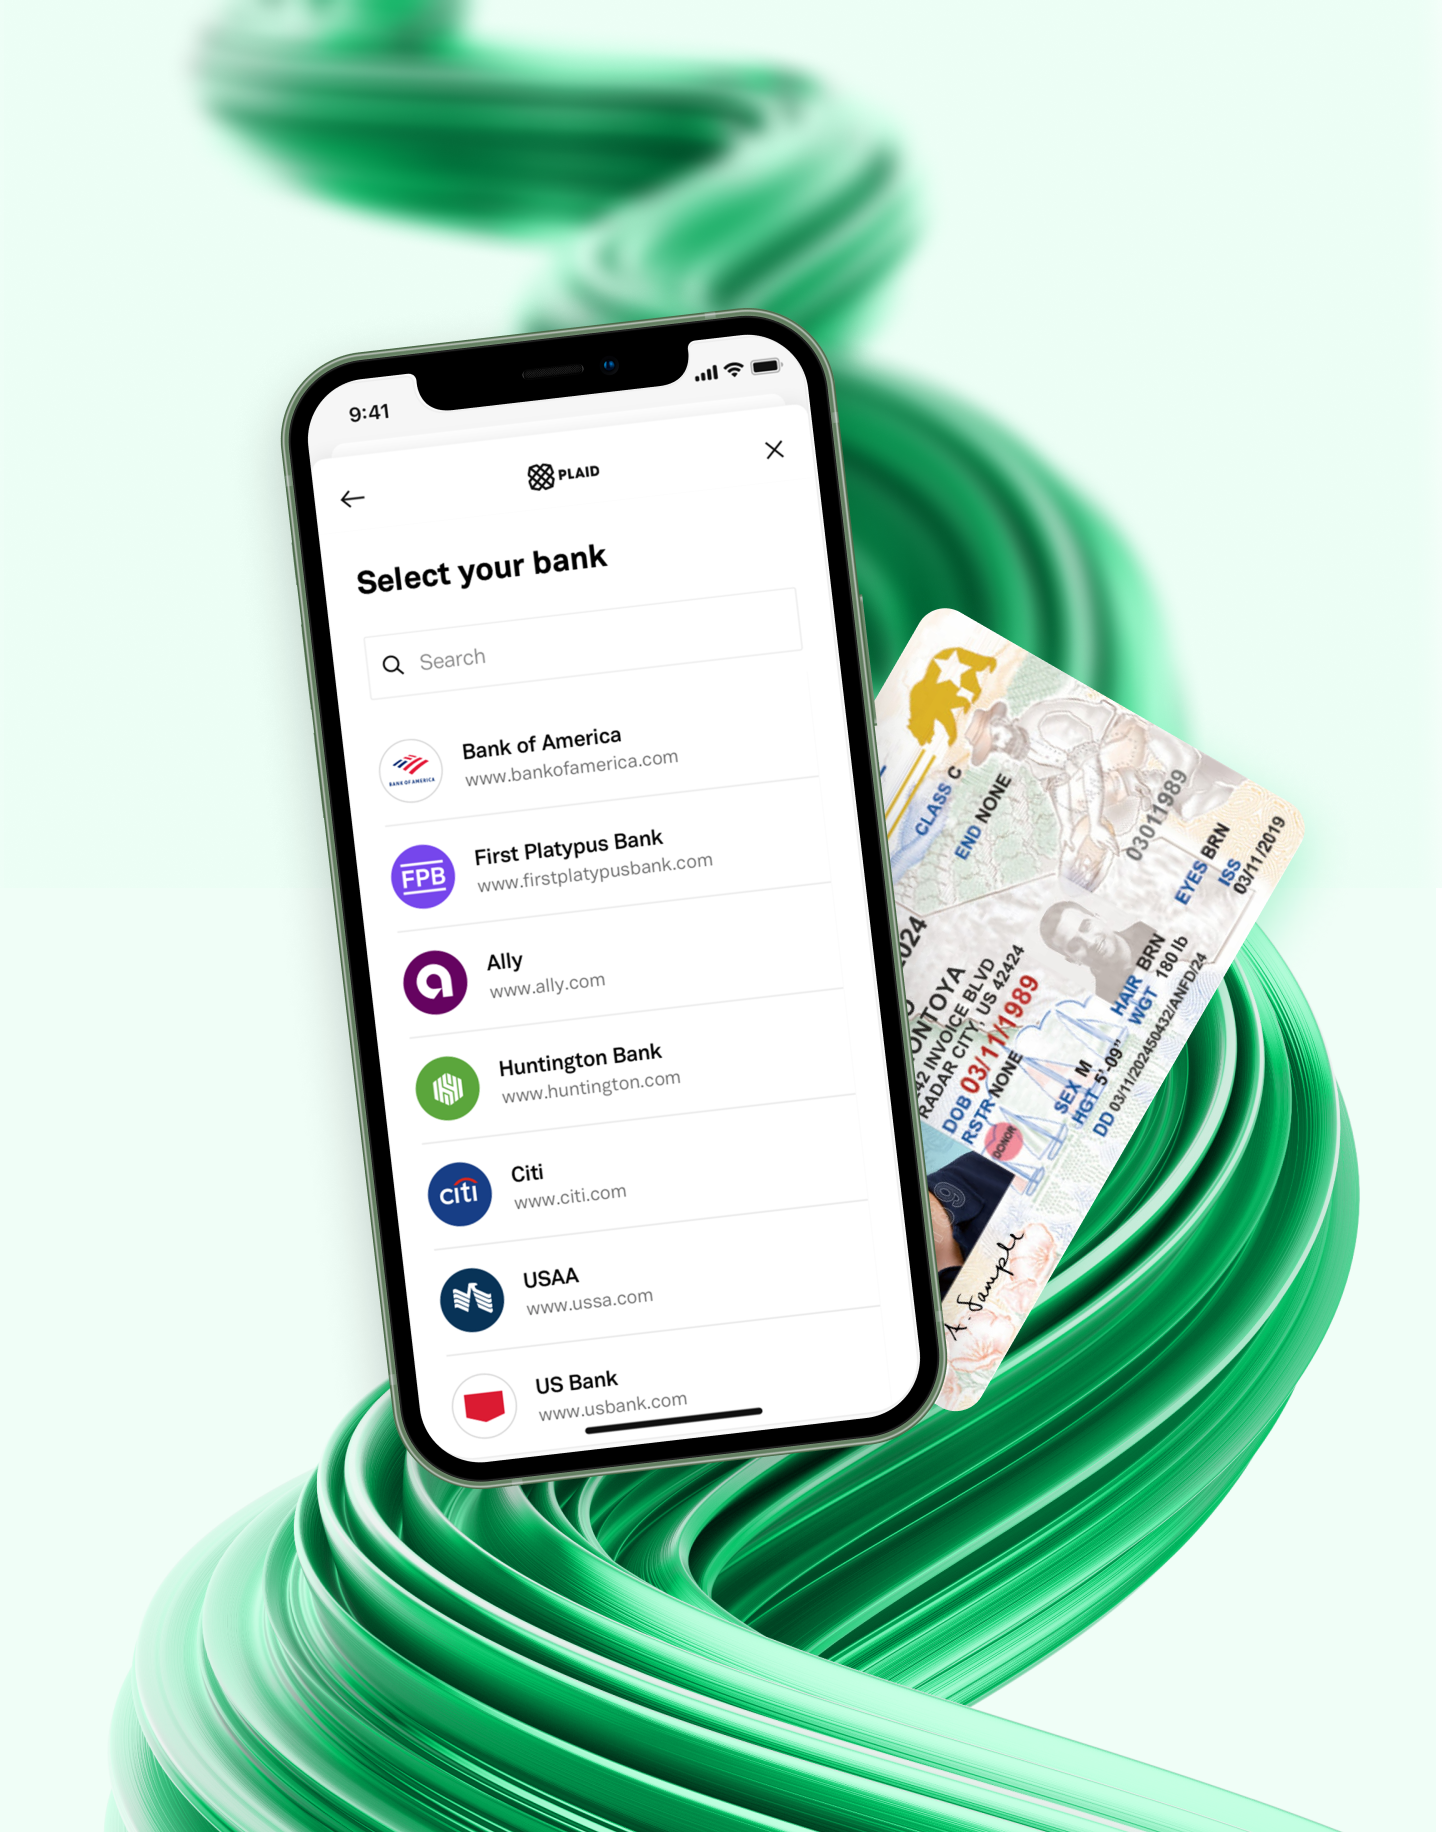 9:41
PLAID
Select your bank
Search
BANK OF AMERICA
Bank of America
www.bankofamerica.com
FPB
First Platypus Bank
www.firstplatypusbank.com
Ally
www.ally.com
Huntington Bank
www.huntington.com
citi
Citi
www.citi.com
USAA
www.ussa.com
US Bank
www.usbank.com
CLASS C
END NONE
03011989
EYES BRN
ISS
03/11/2019
ONTOYA
42 INVOICE BLVD
RADAR CITY, US 42424
DOB 03/11/1989
RSTR NONE
DONOR
HAIR BRN
WGT 180 lb
SEX M
HGT 5'-09"
DD 03/11/202450432/ANFD/24
A. Sample